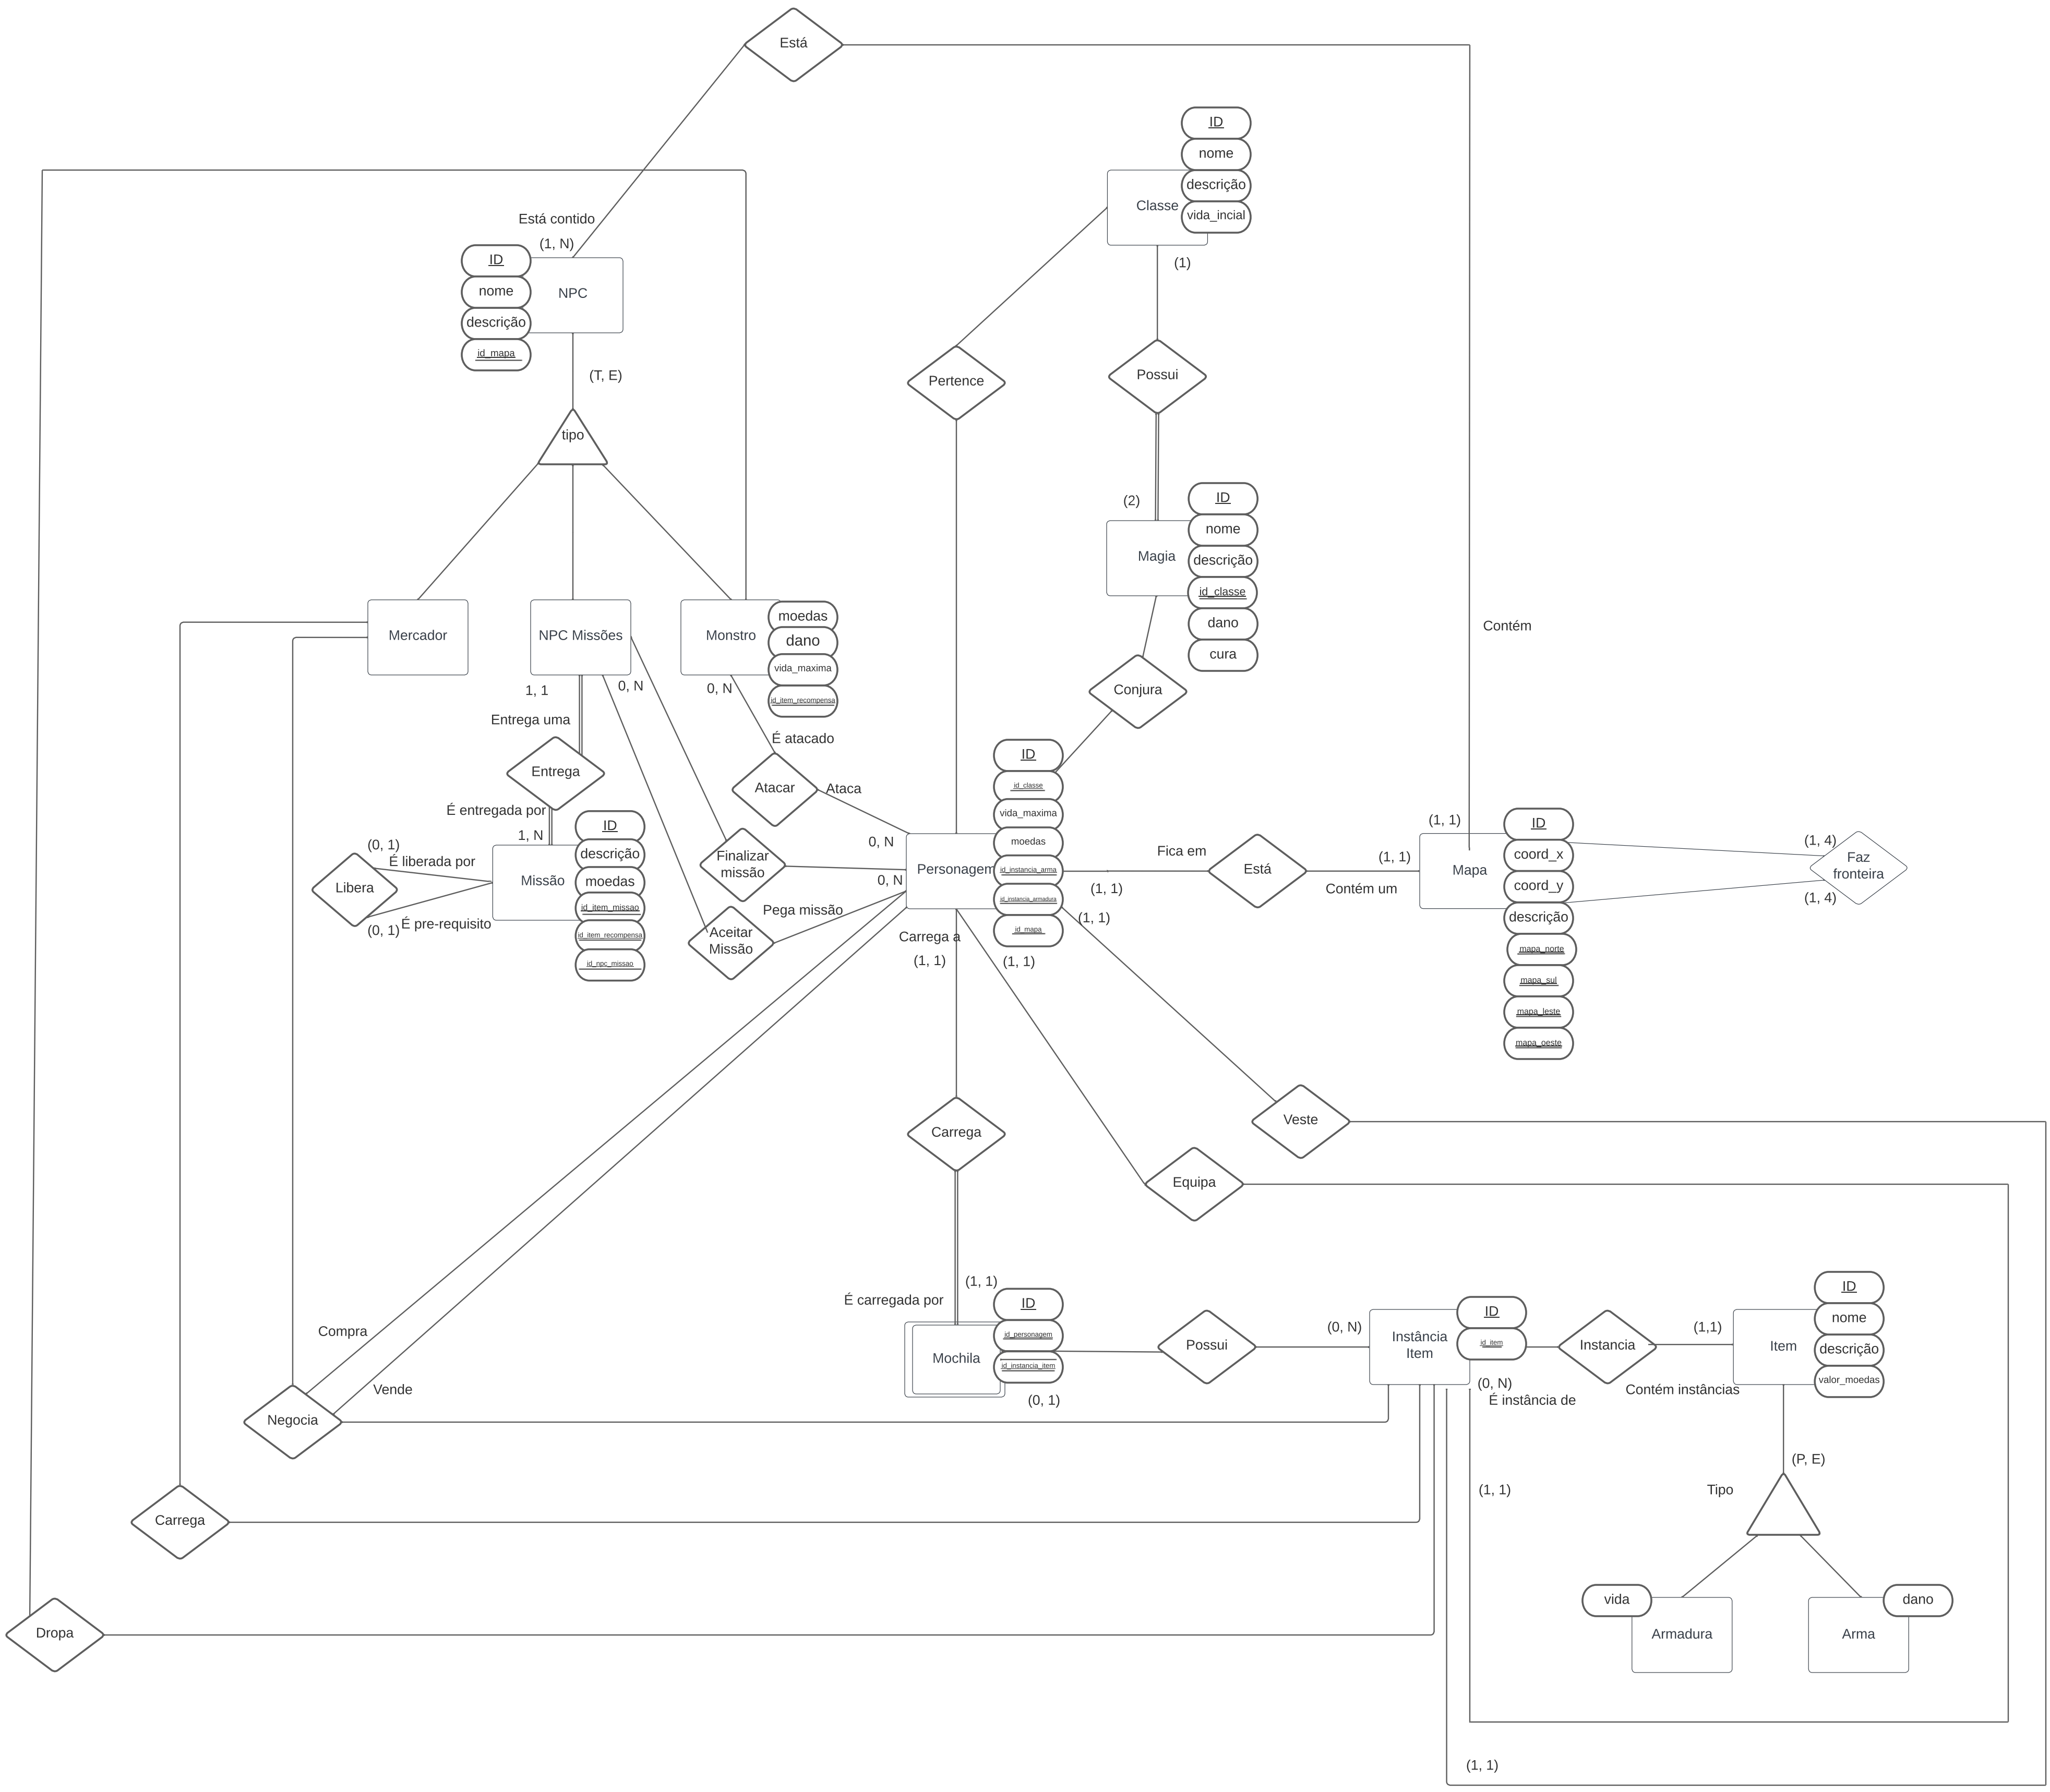 Está
ID
nome
descrição
vida_incial
Classe
(1)
Está contido
(1, N)
ID
nome
descrição
id_mapa
NPC
(T, E)
tipo
Pertence
Possui
(2)
ID
nome
descrição
id_classe
dano
cura
Magia
Contém
Mercador
NPC Missões
Monstro
moedas
dano
vida_maxima
id_item_recompensa
1, 1
0, N
0, N
Entrega uma
É atacado
Conjura
Entrega
Atacar
Ataca
É entregada por
1, N
(0, 1)
É liberada por
Libera
Missão
ID
descrição
moedas
id_item_missao
id_item_recompensa
id_npc_missao
É pre-requisito
(0, 1)
Finalizar
missão
Aceitar
Missão
Pega missão
0, N
0, N
Personagem
ID
id_classe
vida_maxima
moedas
id_instancia_arma
id_instancia_armadura
id_mapa
Carrega a
(1, 1)
(1, 1)
(1, 1)
(1, 1)
Fica em
Está
Contém um
(1, 1)
(1, 1)
Mapa
ID
coord_x
coord_y
descrição
mapa_norte
mapa_sul
mapa_leste
mapa_oeste
(1, 4)
Faz
fronteira
(1, 4)
Carrega
Veste
Equipa
É carregada por
(1, 1)
Mochila
ID
id_personagem
id_instancia_item
(0, 1)
Possui
(0, N)
Instância
Item
ID
id_item
(0, N)
É instância de
Instancia
Contém instâncias
(1,1)
Item
ID
nome
descrição
valor_moedas
Compra
Vende
Negocia
(P, E)
Tipo
(1, 1)
Carrega
vida
Armadura
dano
Arma
Dropa
(1, 1)